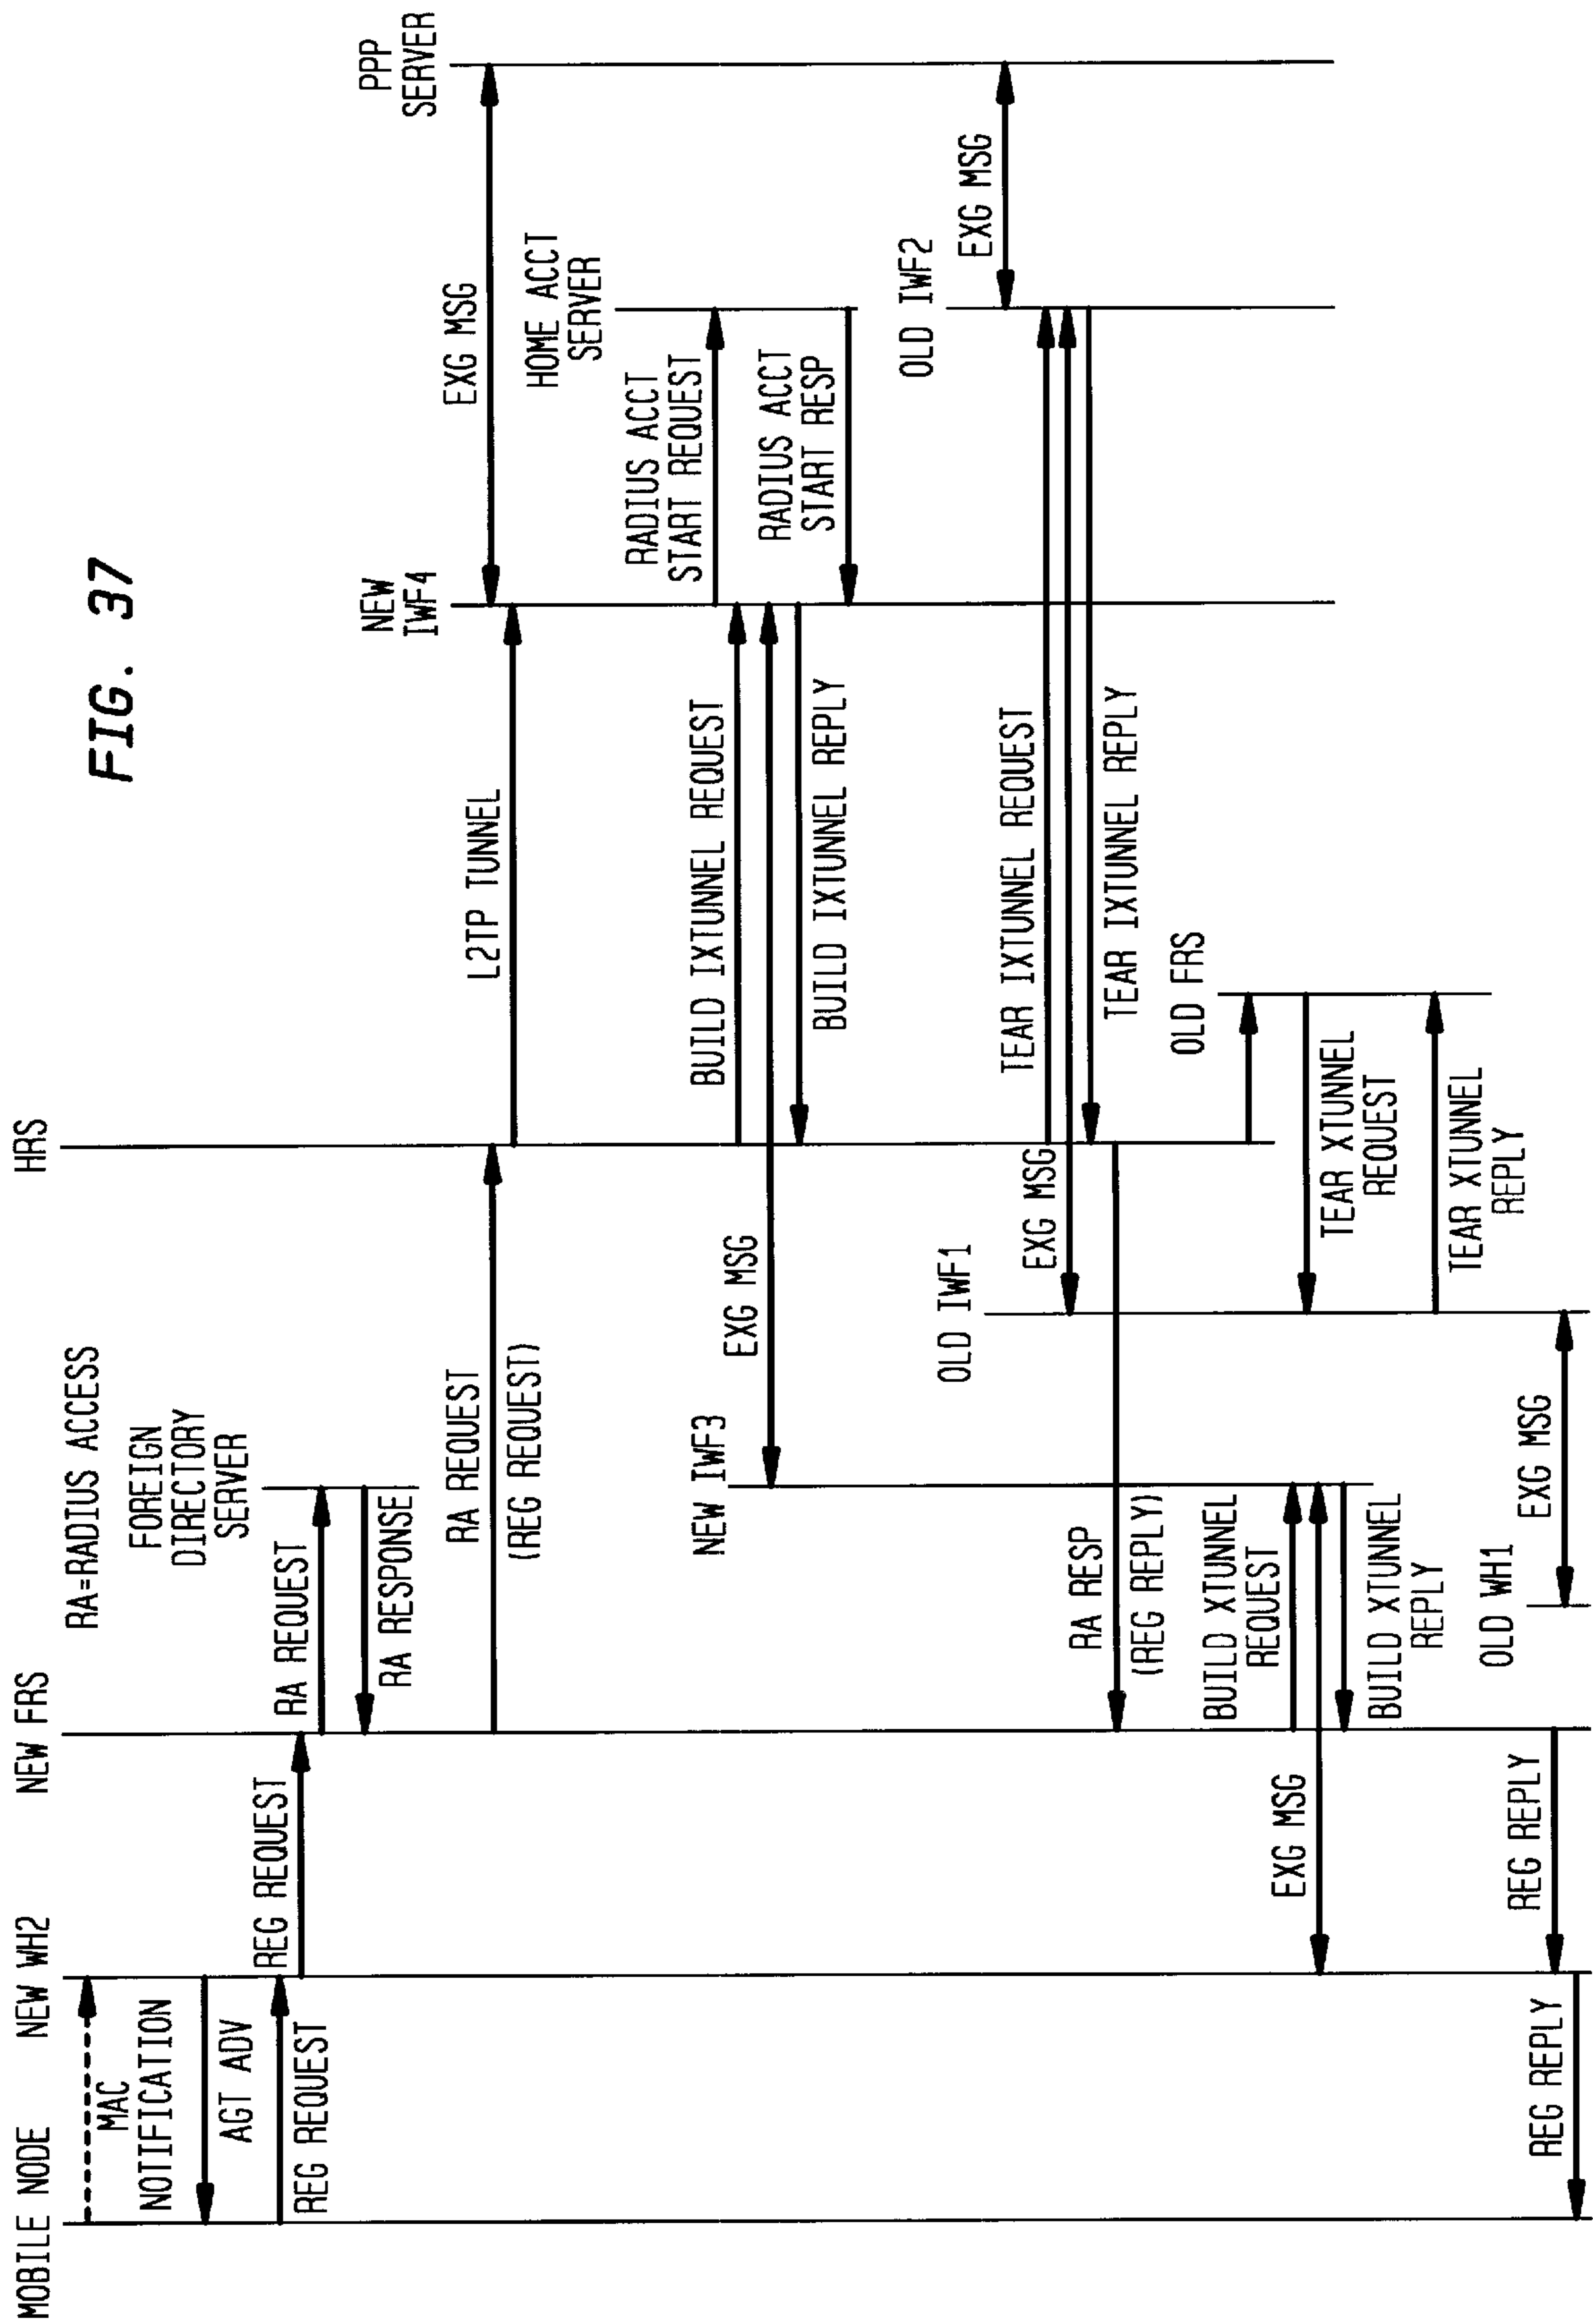 FIG. 37
MOBILE NODE
NEW WH2
NEW FRS
HRS
RA=RADIUS ACCESS
MAC
NOTIFICATION
AGT ADV
REG REQUEST
REG REQUEST
FOREIGN
DIRECTORY
SERVER
RA REQUEST
RA RESPONSE
RA REQUEST
(REG REQUEST)
L2TP TUNNEL
NEW
IWF4
PPP
SERVER
EXG MSG
HOME ACCT
SERVER
RADIUS ACCT
START REQUEST
BUILD IXTUNNEL REQUEST
NEW IWF3
EXG MSG
BUILD IXTUNNEL REPLY
RADIUS ACCT
START RESP
OLD IWF2
EXG MSG
OLD IWF1
TEAR IXTUNNEL REQUEST
EXG MSG
TEAR IXTUNNEL REPLY
RA RESP
(REG REPLY)
OLD FRS
BUILD XTUNNEL
REQUEST
EXG MSG
BUILD XTUNNEL
REPLY
TEAR XTUNNEL
REQUEST
TEAR XTUNNEL
REPLY
OLD WH1
EXG MSG
REG REPLY
REG REPLY